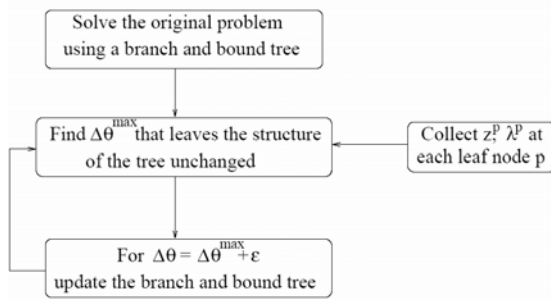 Solve the original problem
using a branch and bound tree
Find Δθ^max that leaves the structure
of the tree unchanged
Collect z^p, λ^p at
each leaf node p
For Δθ = Δθ^max + ε
update the branch and bound tree